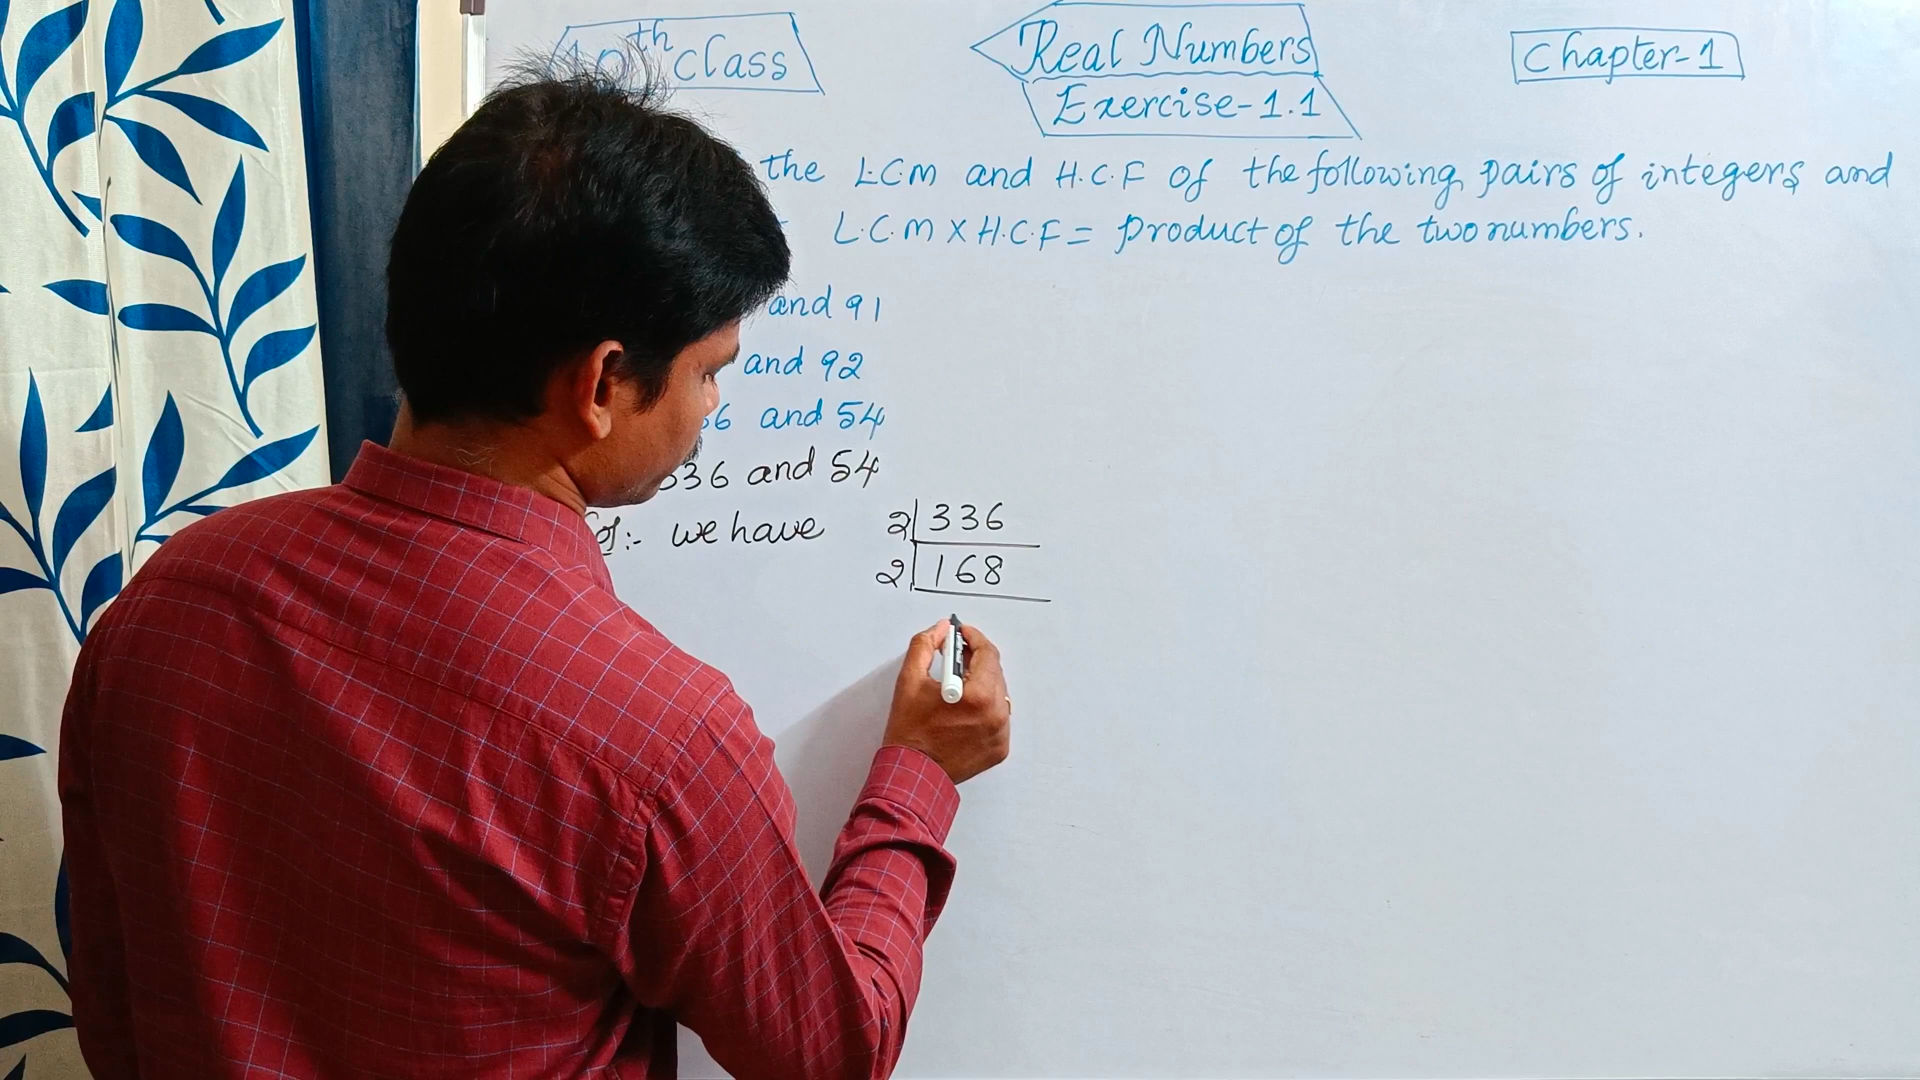 10th class
Real Numbers
Exercise-1.1
Chapter-1
the L.C.M and H.C.F of the following pairs of integers and
L.C.M X H.C.F = product of the two numbers.
and 91
and 92
36 and 54
336 and 54
we have
2 336
2 168